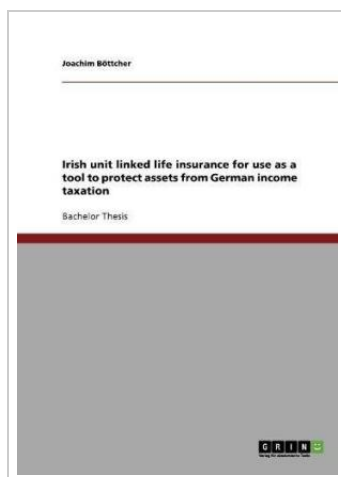 Joachim Böttcher
Irish unit linked life insurance for use as a
tool to protect assets from German income
taxation
Bachelor Thesis
GRIN